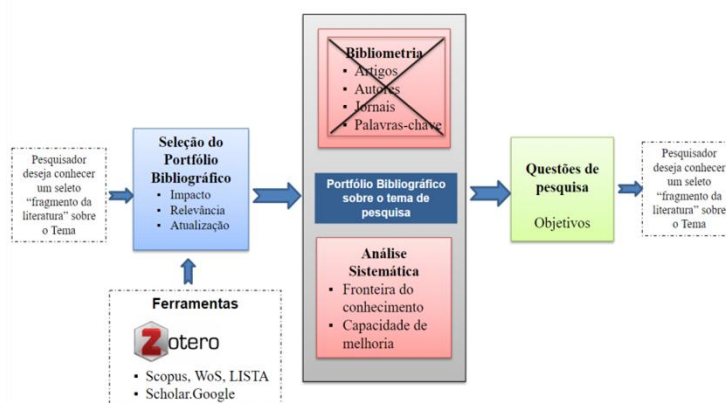 Pesquisador
deseja conhecer
um seleto
“fragmento da
literatura” sobre
o Tema
Seleção do
Portfólio
Bibliográfico
▪ Impacto
▪ Relevância
▪ Atualização
Ferramentas
Zotero
▪ Scopus, WoS, LISTA
▪ Scholar.Google
Bibliometria
▪ Artigos
▪ Autores
▪ Jornais
▪ Palavras-chave
Portfólio Bibliográfico
sobre o tema de
pesquisa
Análise
Sistemática
▪ Fronteira do
conhecimento
▪ Capacidade de
melhoria
Questões de
pesquisa
Objetivos
Pesquisador
deseja conhecer
um seleto
“fragmento da
literatura” sobre
o Tema